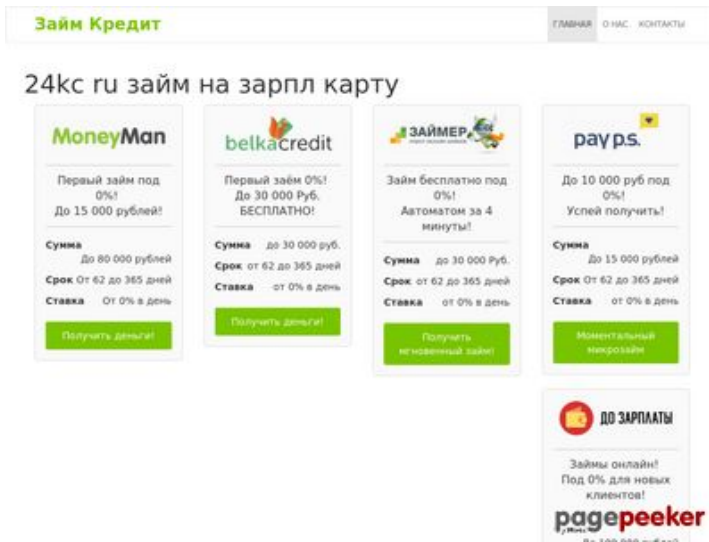 Займ Кредит
ГЛАВНАЯ О НАС КОНТАКТЫ
24kc ru займ на зарпл карту
MoneyMan
Первый займ под
0%!
До 15 000 рублей!
Сумма
До 80 000 рублей
Срок От 62 до 365 дней
Ставка От 0% в день
Получить деньги!
belkacredit
Первый заём 0%!
До 30 000 Руб.
БЕСПЛАТНО!
Сумма до 30 000 руб.
Срок от 62 до 365 дней
Ставка от 0% в день
Получить деньги!
ЗАЙМЕР
Займ бесплатно под
0%!
Автоматом за 4
минуты!
Сумма до 30 000 Руб.
Срок от 62 до 365 дней
Ставка от 0% в день
Получить
мгновенный займ!
pay p.s.
До 10 000 руб под
0%!
Успей получить!
Сумма
До 15 000 рублей
Срок От 62 до 365 дней
Ставка От 0% в день
Моментальный
микрозайм
ДО ЗАРПЛАТЫ
Займы онлайн!
Под 0% для новых
клиентов!
pagepeeker
До 100 000 рублей